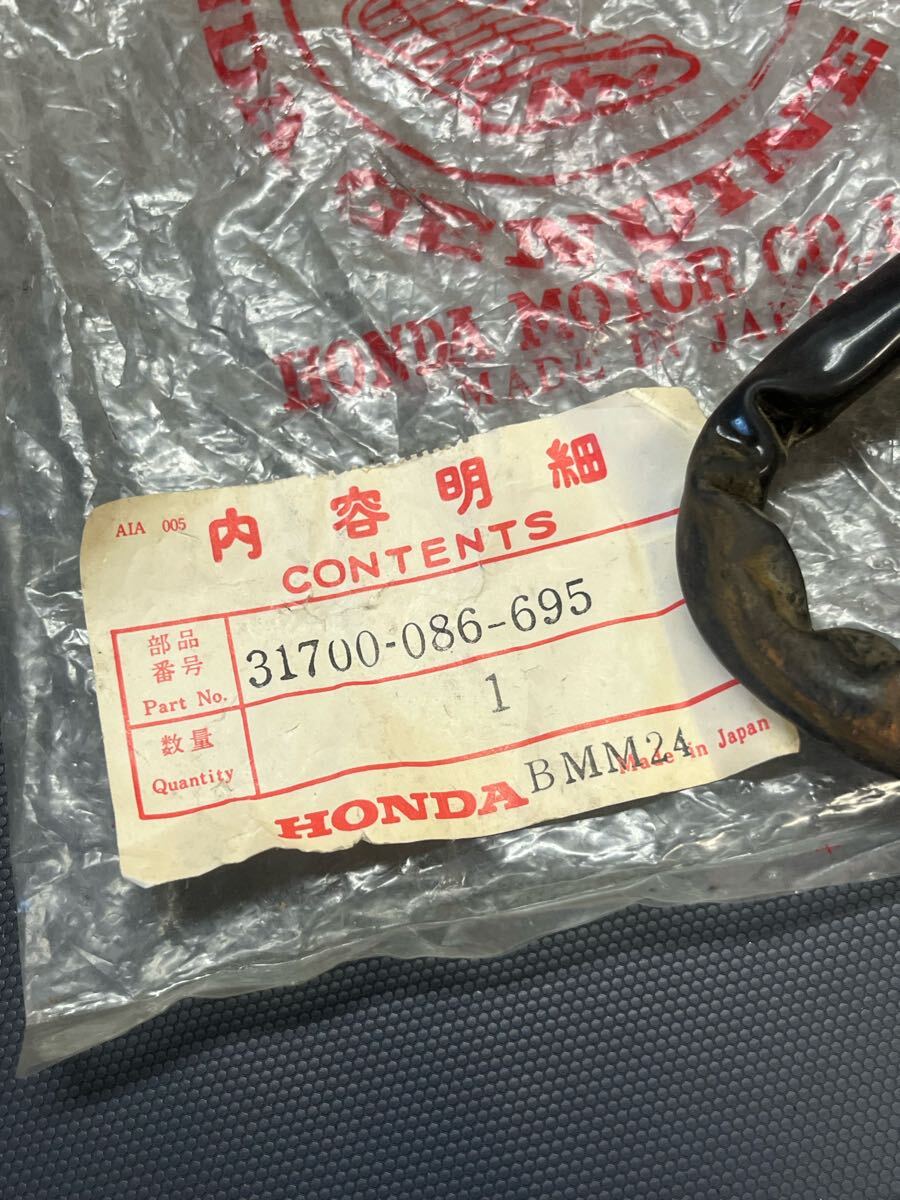 GENUINE
HONDA MOTOR CO.,
MADE IN JAPAN
AIA 005
内容明細
CONTENTS
部品
番号
Part No.
31700-086-695
数量
Quantity
1
HONDA
BMM24
Made in Japan